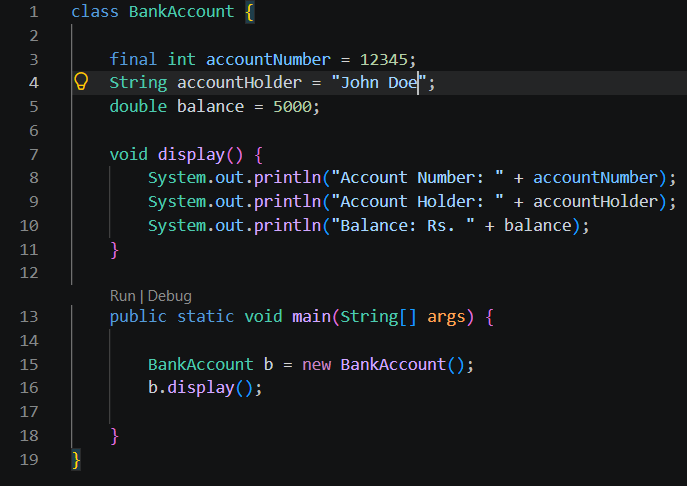 1 class BankAccount {
2
3 final int accountNumber = 12345;
4 String accountHolder = "John Doe";
5 double balance = 5000;
6
7 void display() {
8 System.out.println("Account Number: " + accountNumber);
9 System.out.println("Account Holder: " + accountHolder);
10 System.out.println("Balance: Rs. " + balance);
11 }
12
Run | Debug
13 public static void main(String[] args) {
14
15 BankAccount b = new BankAccount();
16 b.display();
17
18 }
19 }